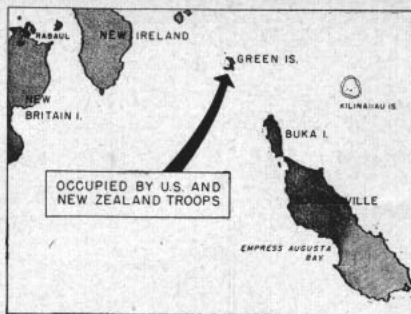 RABAUL
NEW IRELAND
GREEN IS.
KILINAILAU IS.
NEW
BRITAIN I.
BUKA I.
OCCUPIED BY U.S. AND
NEW ZEALAND TROOPS
EMPRESS AUGUSTA
BAY